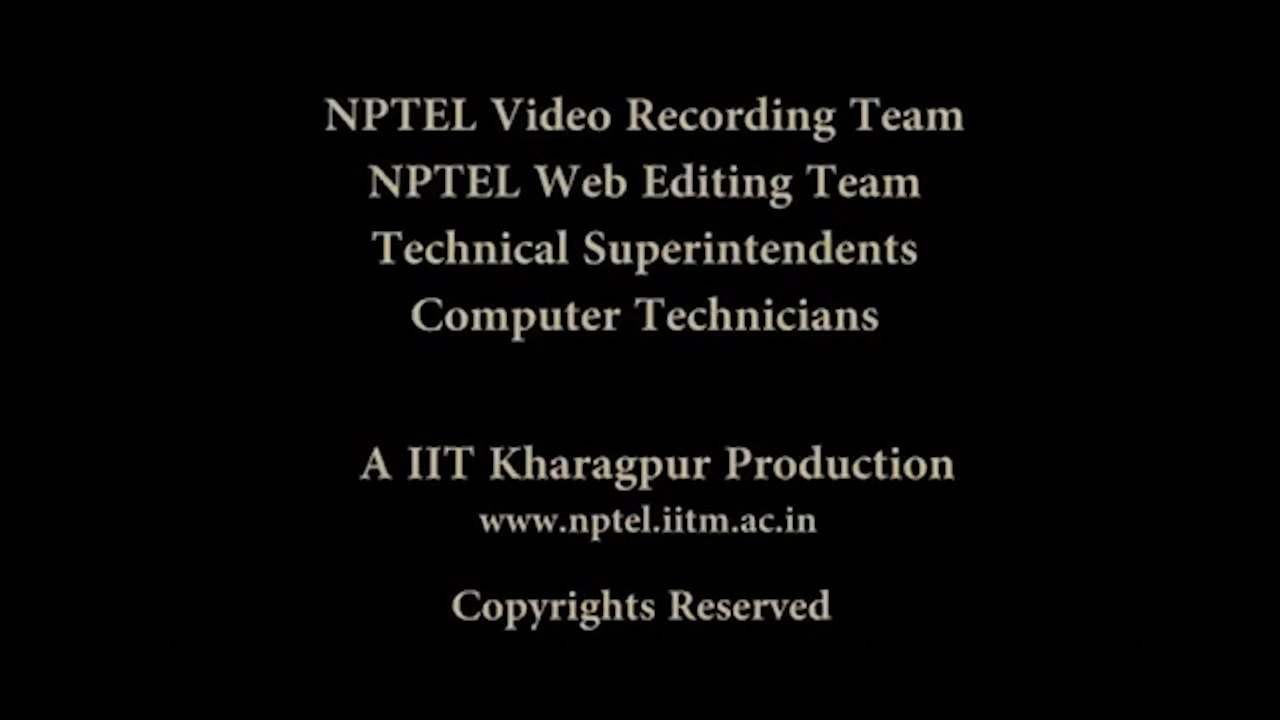 NPTEL Video Recording Team
NPTEL Web Editing Team
Technical Superintendents
Computer Technicians
A IIT Kharagpur Production
www.nptel.iitm.ac.in
Copyrights Reserved